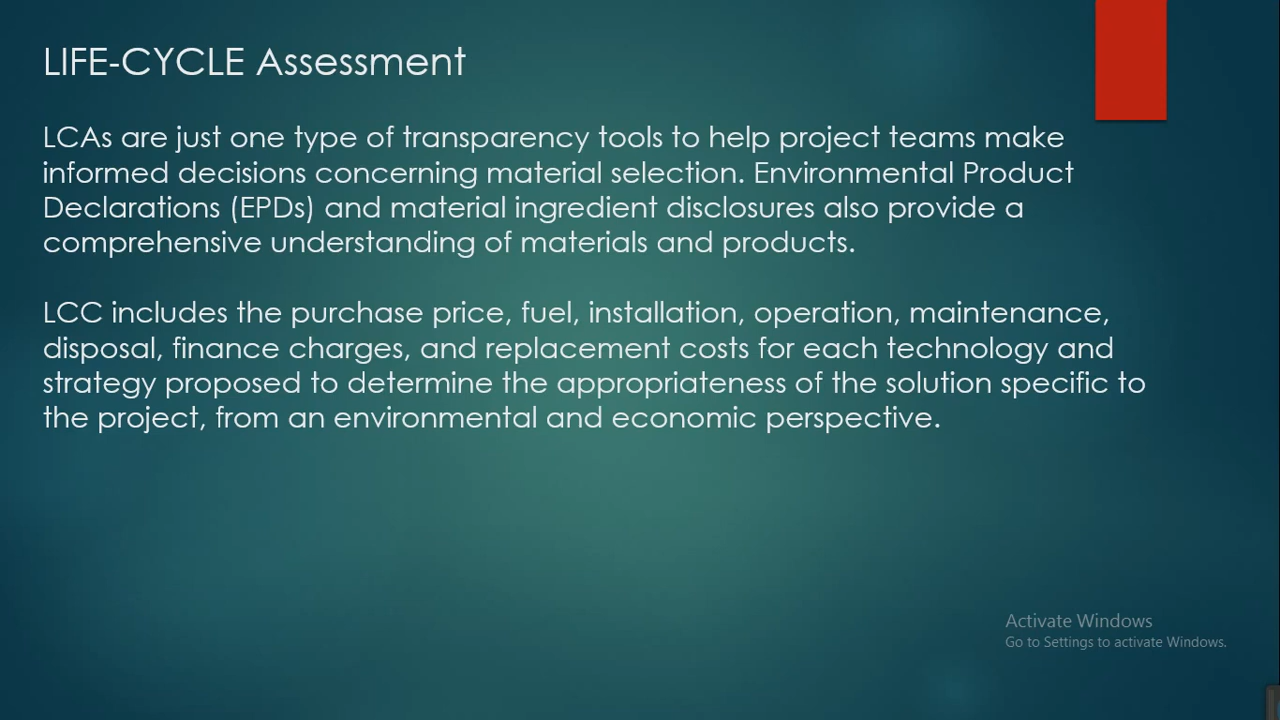 LIFE-CYCLE Assessment
LCAs are just one type of transparency tools to help project teams make
informed decisions concerning material selection. Environmental Product
Declarations (EPDs) and material ingredient disclosures also provide a
comprehensive understanding of materials and products.
LCC includes the purchase price, fuel, installation, operation, maintenance,
disposal, finance charges, and replacement costs for each technology and
strategy proposed to determine the appropriateness of the solution specific to
the project, from an environmental and economic perspective.
Activate Windows
Go to Settings to activate Windows.